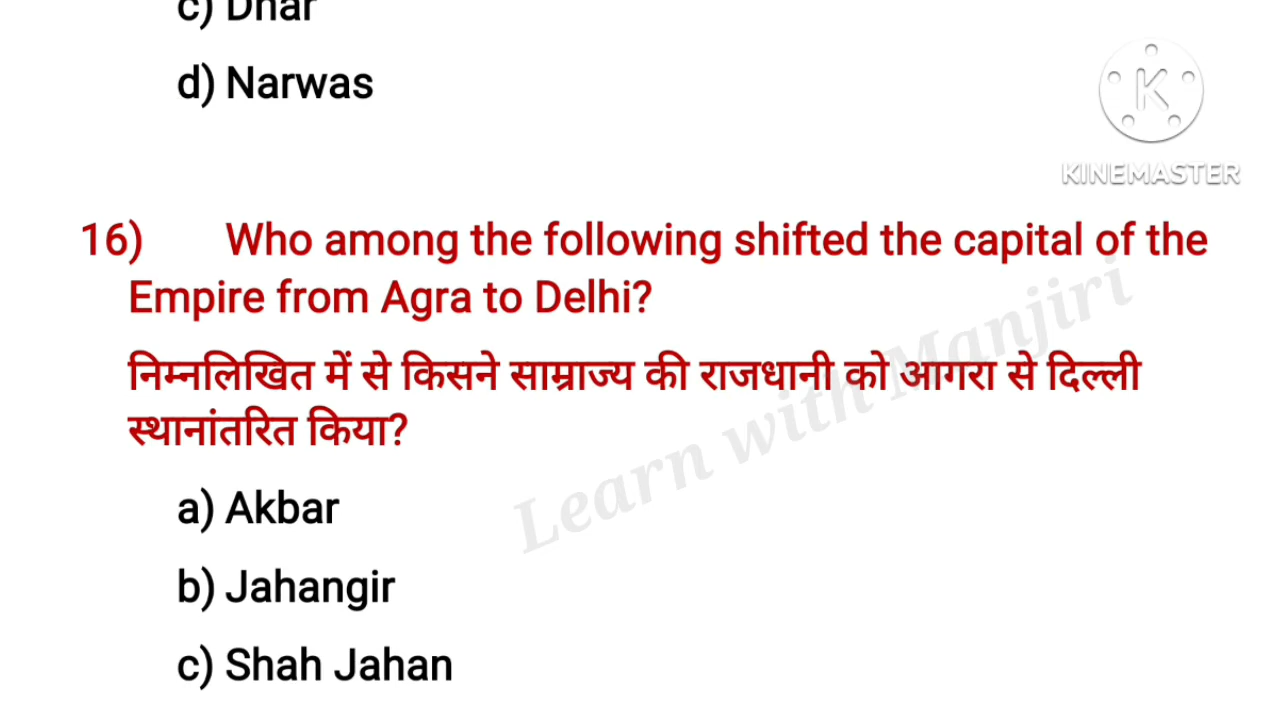 c) Dhar
d) Narwas
K
KINEMASTER
16) Who among the following shifted the capital of the
Empire from Agra to Delhi?
निम्नलिखित में से किसने साम्राज्य की राजधानी को आगरा से दिल्ली
स्थानांतरित किया?
Learn with Manjiri
a) Akbar
b) Jahangir
c) Shah Jahan